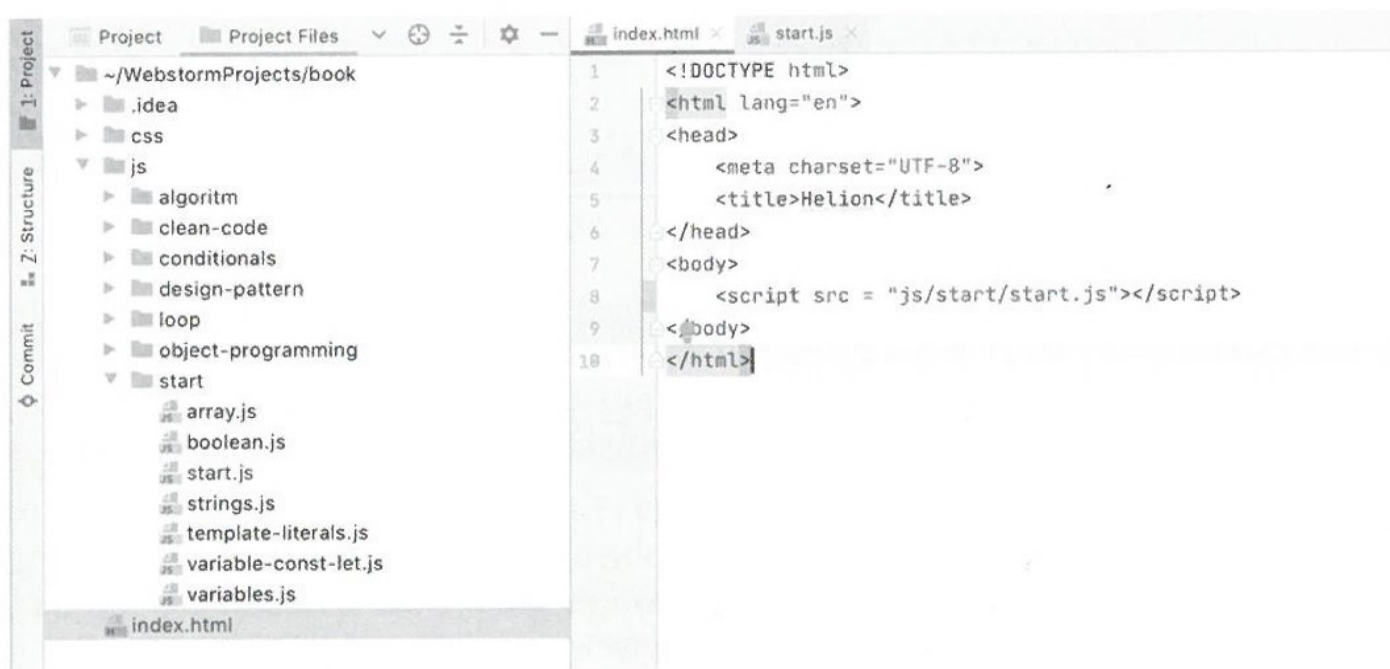 1: Project
Z: Structure
Commit
Project Project Files
~/WebstormProjects/book
.idea
css
js
algoritm
clean-code
conditionals
design-pattern
loop
object-programming
start
array.js
boolean.js
start.js
strings.js
template-literals.js
variable-const-let.js
variables.js
index.html
index.html start.js
1 <!DOCTYPE html>
2 <html lang="en">
3 <head>
4 <meta charset="UTF-8">
5 <title>Helion</title>
6 </head>
7 <body>
8 <script src = "js/start/start.js"></script>
9 </body>
10 </html>